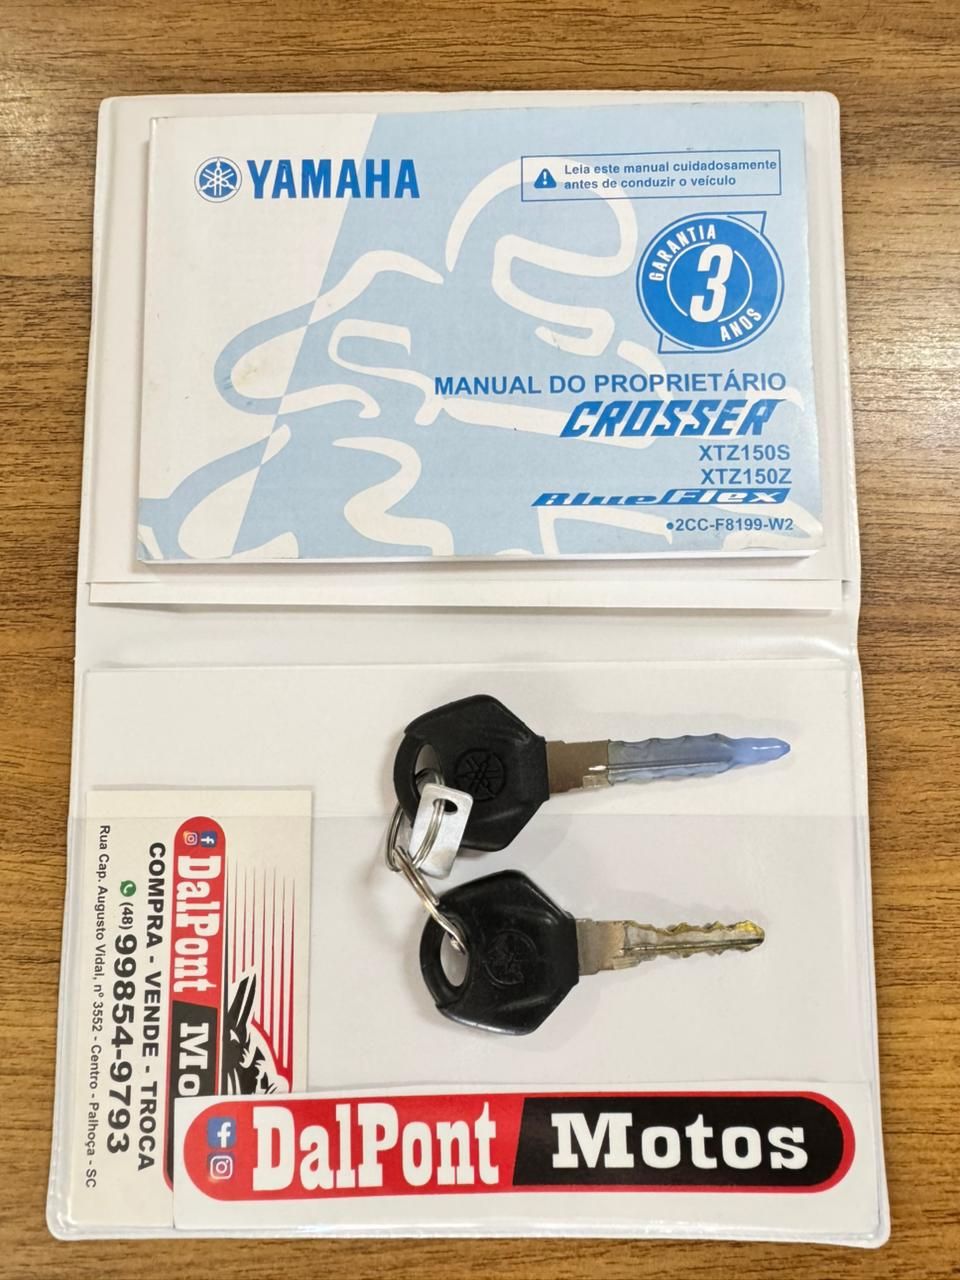 YAMAHA
Leia este manual cuidadosamente
antes de conduzir o veículo
GARANTIA
3
ANOS
MANUAL DO PROPRIETÁRIO
CROSSER
XTZ150S
XTZ150Z
BlueFlex
•2CC-F8199-W2
DalPont Mo
COMPRA - VENDE - TROCA
(48) 99854-9793
Rua Cap. Augusto Vidal, nº 3552 - Centro - Palhoça - SC
DalPont Motos